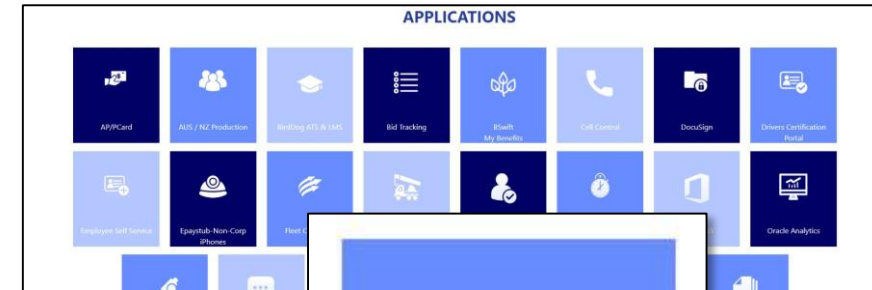 APPLICATIONS
AP/PCard
AUS / NZ Production
BirdDog ATS & LMS
Bid Tracking
BSwift
My Benefits
Cell Control
DocuSign
Drivers Certification
Portal
Employee Self Service
Epaystub-Non-Corp
iPhones
Fleet
Oracle Analytics